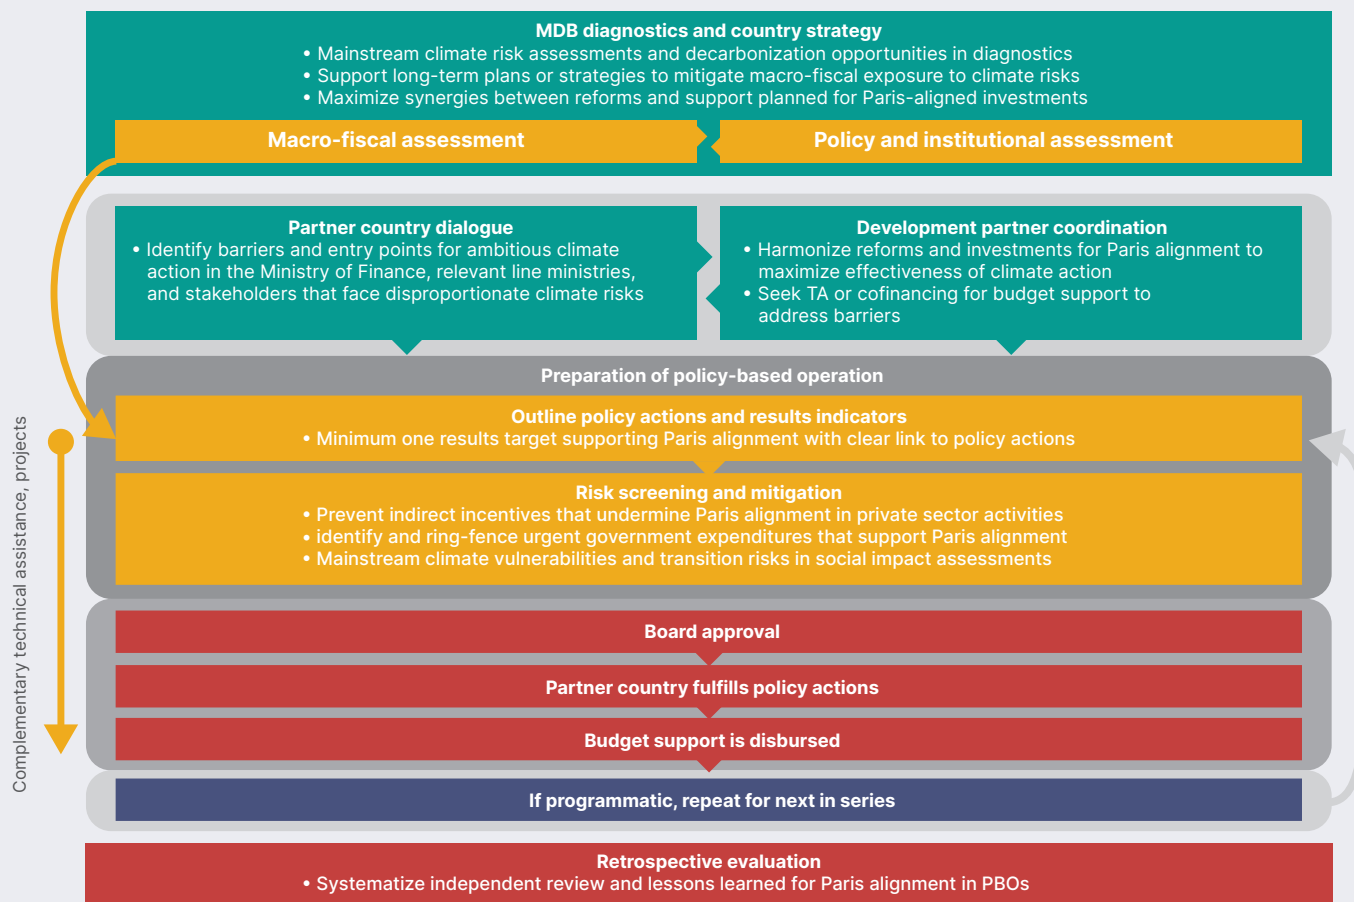 MDB diagnostics and country strategy
• Mainstream climate risk assessments and decarbonization opportunities in diagnostics
• Support long-term plans or strategies to mitigate macro-fiscal exposure to climate risks
• Maximize synergies between reforms and support planned for Paris-aligned investments
Macro-fiscal assessment
Policy and institutional assessment
Partner country dialogue
• Identify barriers and entry points for ambitious climate
action in the Ministry of Finance, relevant line ministries,
and stakeholders that face disproportionate climate risks
Development partner coordination
• Harmonize reforms and investments for Paris alignment to
maximize effectiveness of climate action
• Seek TA or cofinancing for budget support to
address barriers
Preparation of policy-based operation
Outline policy actions and results indicators
• Minimum one results target supporting Paris alignment with clear link to policy actions
Risk screening and mitigation
• Prevent indirect incentives that undermine Paris alignment in private sector activities
• identify and ring-fence urgent government expenditures that support Paris alignment
• Mainstream climate vulnerabilities and transition risks in social impact assessments
Complementary technical assistance, projects
Board approval
Partner country fulfills policy actions
Budget support is disbursed
If programmatic, repeat for next in series
Retrospective evaluation
• Systematize independent review and lessons learned for Paris alignment in PBOs